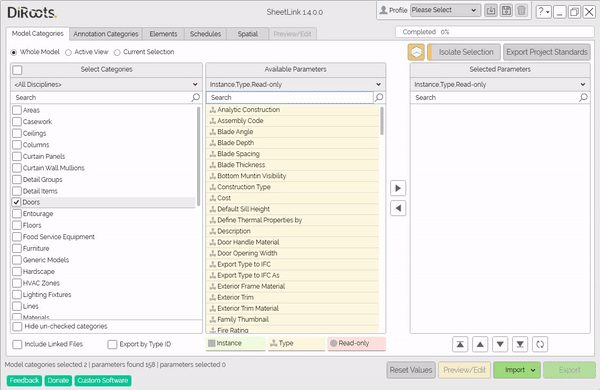 DiRoots.
SheetLink 1.4.0.0
Profile
Please Select
?
Model Categories
Annotation Categories
Elements
Schedules
Spatial
Preview/Edit
Completed 0%
Whole Model
Active View
Current Selection
Isolate Selection
Export Project Standards
Select Categories
<All Disciplines>
Search
Areas
Casework
Ceilings
Columns
Curtain Panels
Curtain Wall Mullions
Detail Groups
Detail Items
Doors
Entourage
Floors
Food Service Equipment
Furniture
Generic Models
Hardscape
HVAC Zones
Lighting Fixtures
Lines
Materials
Hide un-checked categories
Include Linked Files
Export by Type ID
Available Parameters
Instance,Type,Read-only
Search
Analytic Construction
Assembly Code
Blade Angle
Blade Depth
Blade Spacing
Blade Thickness
Bottom Muntin Visibility
Construction Type
Cost
Default Sill Height
Define Thermal Properties by
Description
Door Handle Material
Door Opening Width
Export Type to IFC
Export Type to IFC As
Exterior Frame Material
Exterior Trim
Exterior Trim Material
Family Thumbnail
Fire Rating
Instance
Type
Read-only
Selected Parameters
Instance,Type,Read-only
Search
Model categories selected 2 | parameters found 158 | parameters selected 0
Feedback
Donate
Custom Software
Reset Values
Preview/Edit
Import
Export